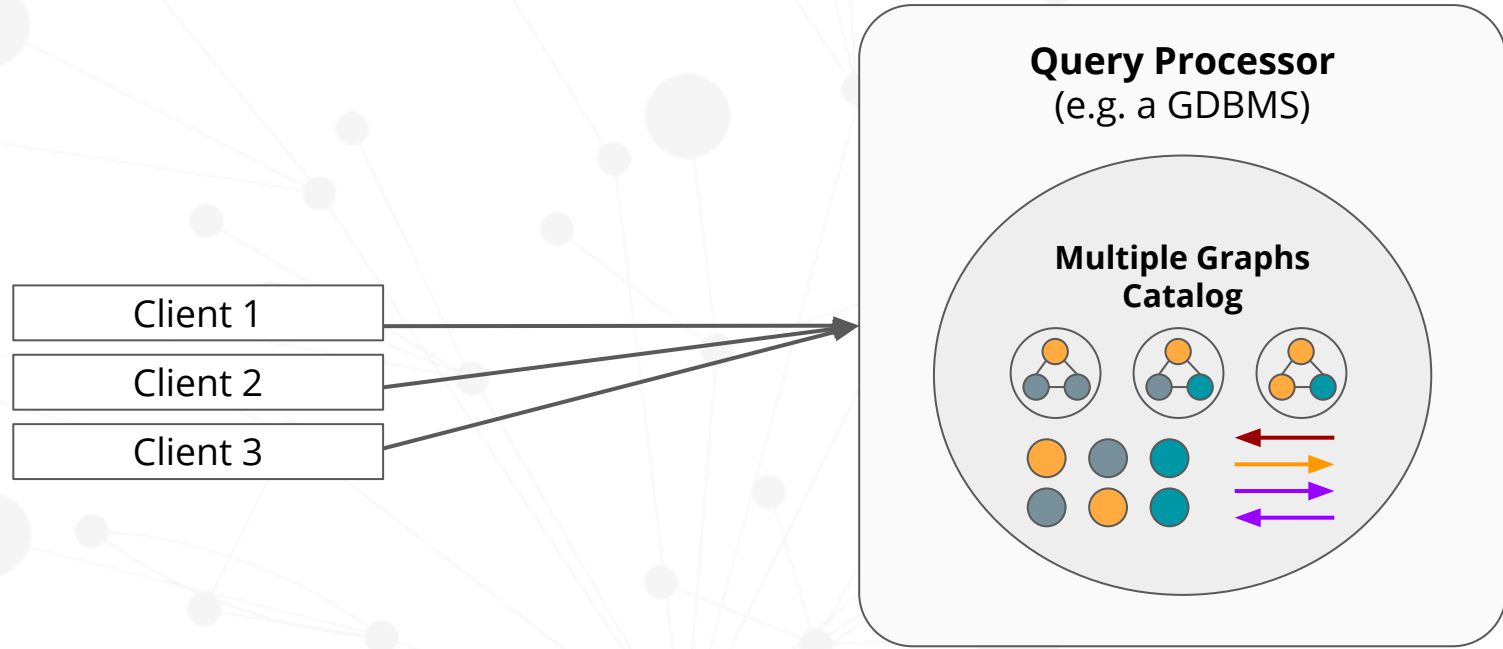 Query Processor
(e.g. a GDBMS)
Multiple Graphs
Catalog
Client 1
Client 2
Client 3